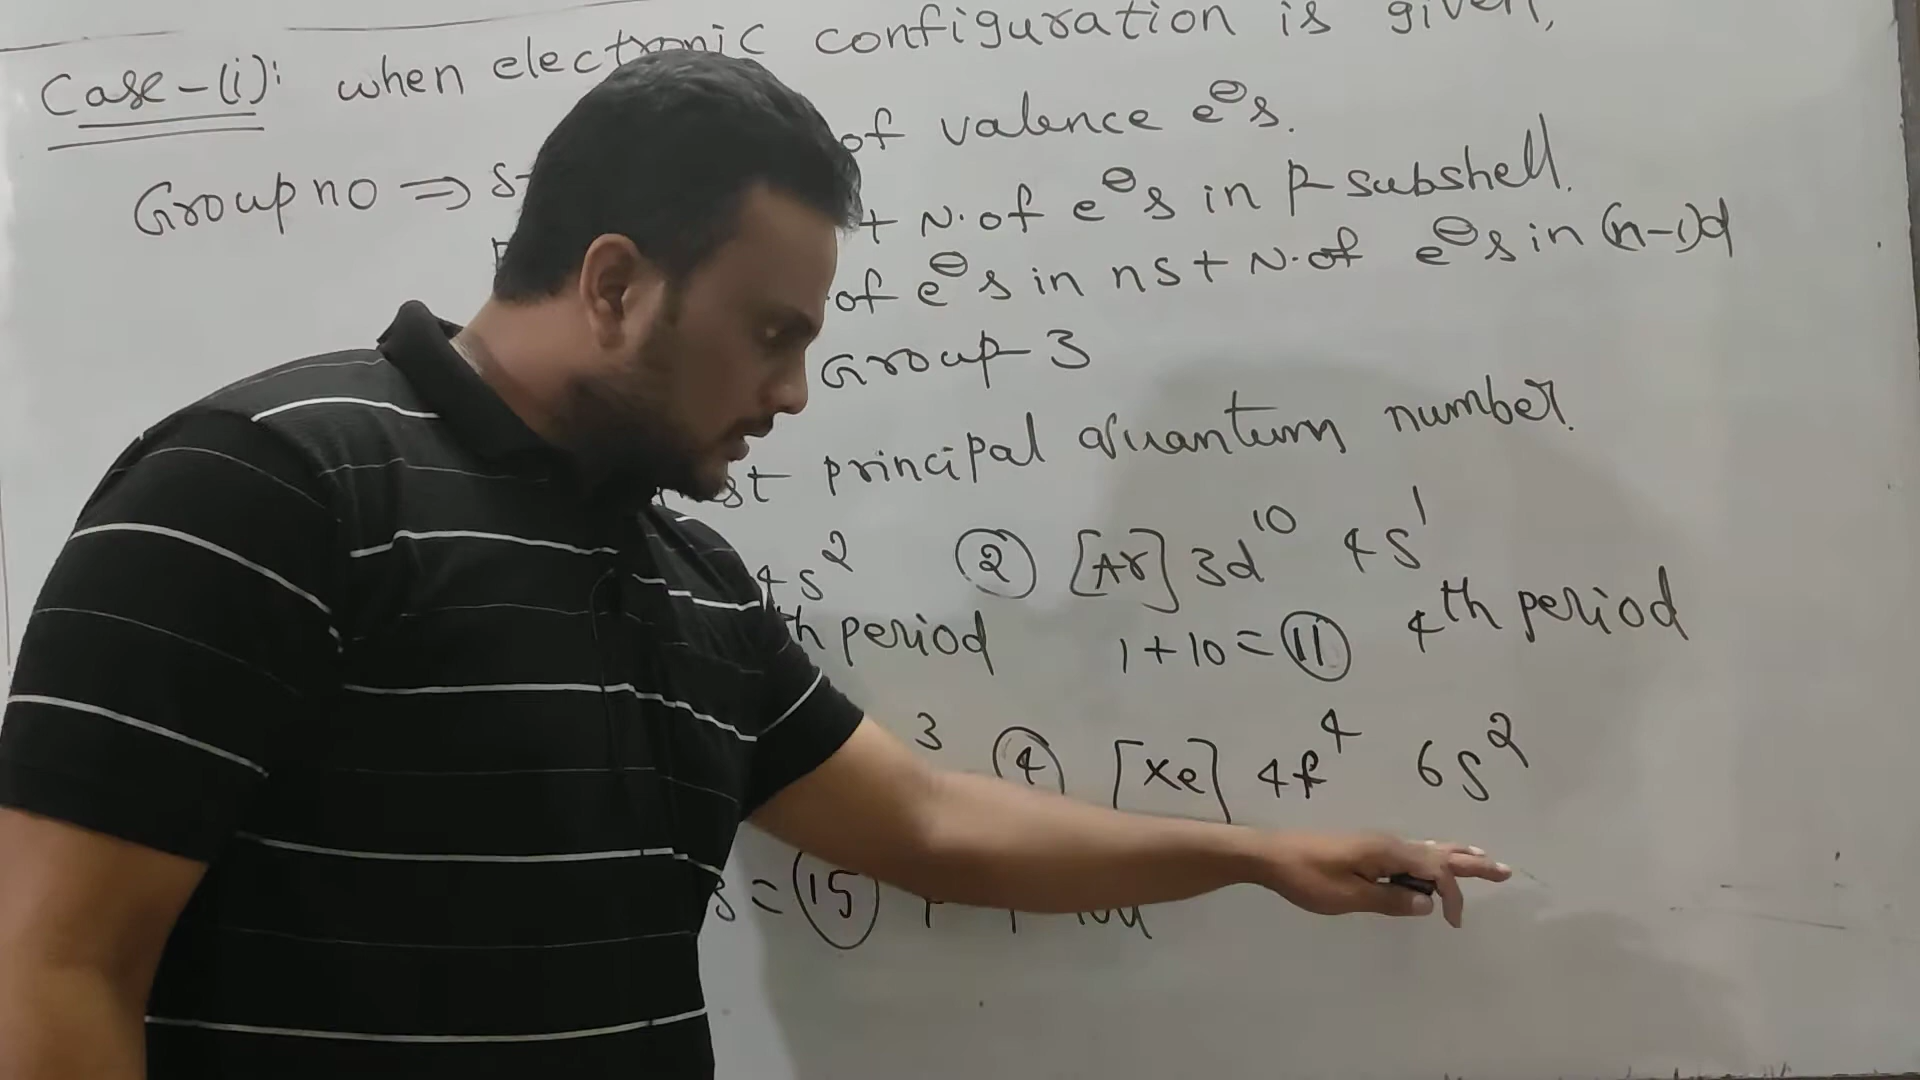 Case-(i): when electronic configuration is given,
of valence e⊖s.
Group no ⇒ s-
+ N.of e⊖s in p-subshell.
of e⊖s in ns + N.of e⊖s in (n-1)d
Group 3
st principal quantum number.
4s² ② [Ar] 3d¹⁰ 4s¹
th period 1+10=⑪ 4th period
3 ④ [Xe] 4f⁴ 6s²
s = ⑮